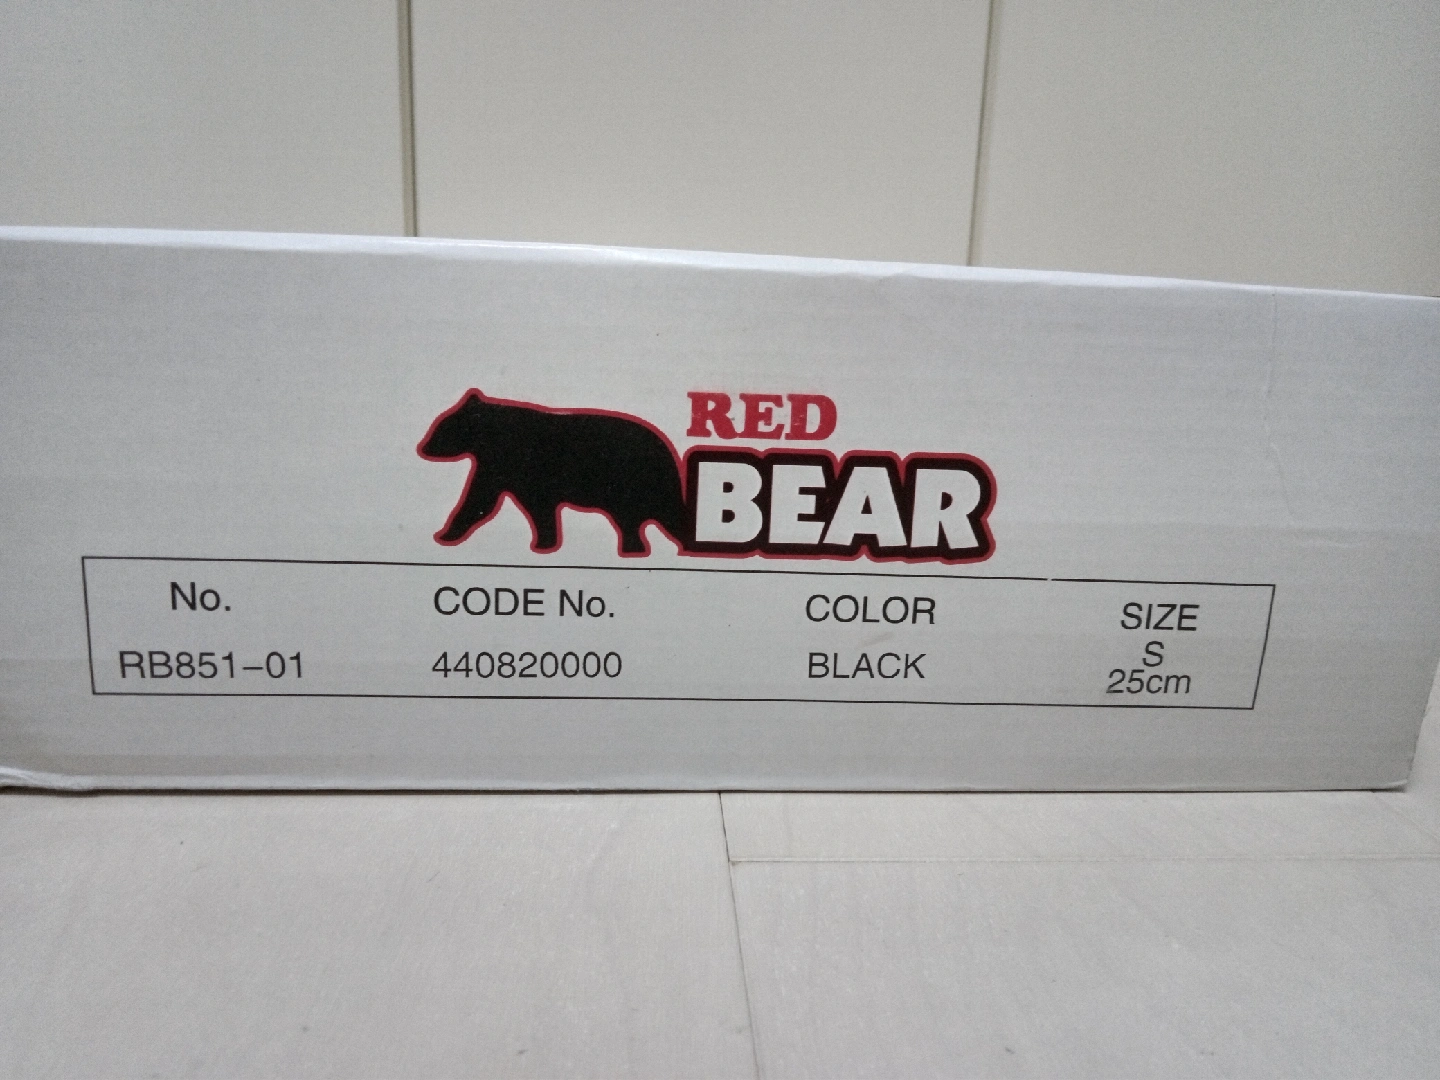 RED
BEAR
No. CODE No. COLOR SIZE
RB851-01 440820000 BLACK S
25cm